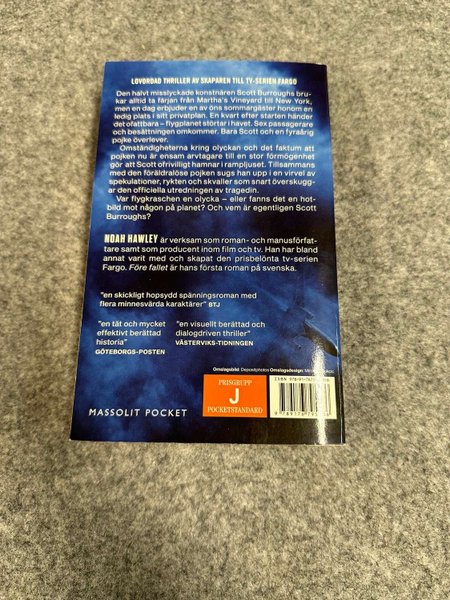 LOVORDAD THRILLER AV SKAPAREN TILL TV-SERIEN FARGO
Den halvt misslyckade konstnären Scott Burroughs bru-
kar alltid ta färjan från Martha's Vineyard till New York,
men en dag erbjuder en av öns sommargäster honom en
ledig plats i sitt privatplan. En kvart efter starten händer
det ofattbara – flygplanet störtar i havet. Sex passagerare
och besättningen omkommer. Bara Scott och en fyraårig
pojke överlever.
Omständigheterna kring olyckan och det faktum att
pojken nu är ensam arvtagare till en stor förmögenhet
gör att Scott ofrivilligt hamnar i rampljuset. Tillsammans
med den föräldralöse pojken sugs han upp i en virvel av
spekulationer, rykten och skvaller som snart överskugg-
ar den officiella utredningen av tragedin.
Var flygkraschen en olycka – eller fanns det en hot-
bild mot någon på planet? Och vem är egentligen Scott
Burroughs?
NOAH HAWLEY är verksam som roman- och manusförfat-
tare samt som producent inom film och tv. Han har bland
annat varit med och skapat den prisbelönta tv-serien
Fargo. Före fallet är hans första roman på svenska.
"en skickligt hopsydd spänningsroman med
flera minnesvärda karaktärer" BTJ
"en tät och mycket
effektivt berättad
historia"
GÖTEBORGS-POSTEN
"en visuellt berättad och
dialogdriven thriller"
VÄSTERVIKS-TIDNINGEN
Omslagsbild: Depositphotos Omslagsdesign:
ISBN 978-91-
PRISGRUPP
J
POCKETSTANDARD
MASSOLIT POCKET